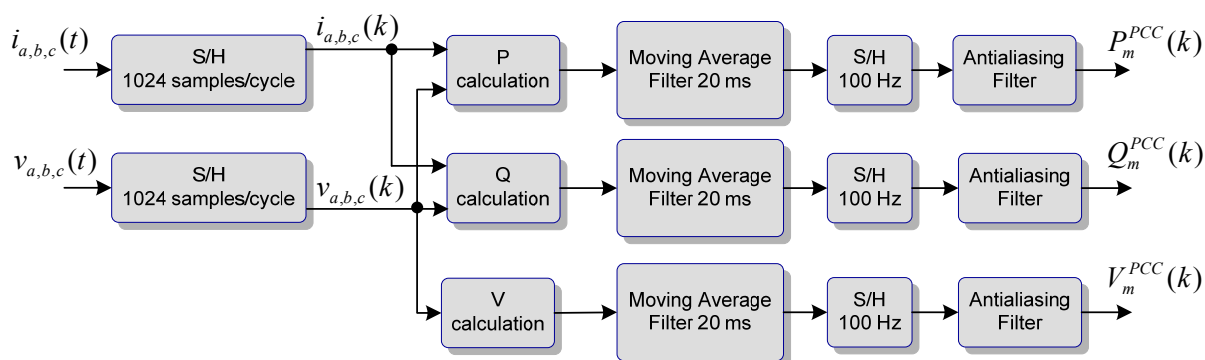 i_{a,b,c}(t)
S/H
1024 samples/cycle
i_{a,b,c}(k)
P
calculation
Moving Average
Filter 20 ms
S/H
100 Hz
Antialiasing
Filter
P_m^{PCC}(k)
v_{a,b,c}(t)
S/H
1024 samples/cycle
v_{a,b,c}(k)
Q
calculation
Moving Average
Filter 20 ms
S/H
100 Hz
Antialiasing
Filter
Q_m^{PCC}(k)
V
calculation
Moving Average
Filter 20 ms
S/H
100 Hz
Antialiasing
Filter
V_m^{PCC}(k)